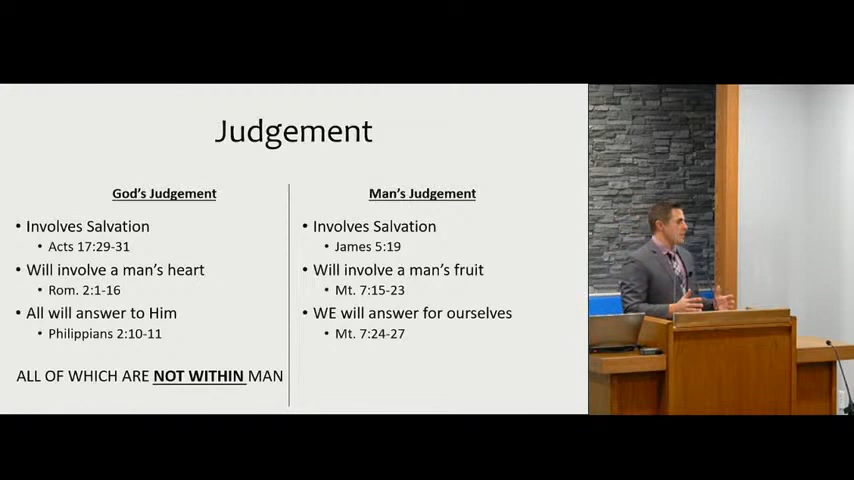 Judgement
God's Judgement
• Involves Salvation
• Acts 17:29-31
• Will involve a man's heart
• Rom. 2:1-16
• All will answer to Him
• Philippians 2:10-11
ALL OF WHICH ARE NOT WITHIN MAN
Man's Judgement
• Involves Salvation
• James 5:19
• Will involve a man's fruit
• Mt. 7:15-23
• WE will answer for ourselves
• Mt. 7:24-27